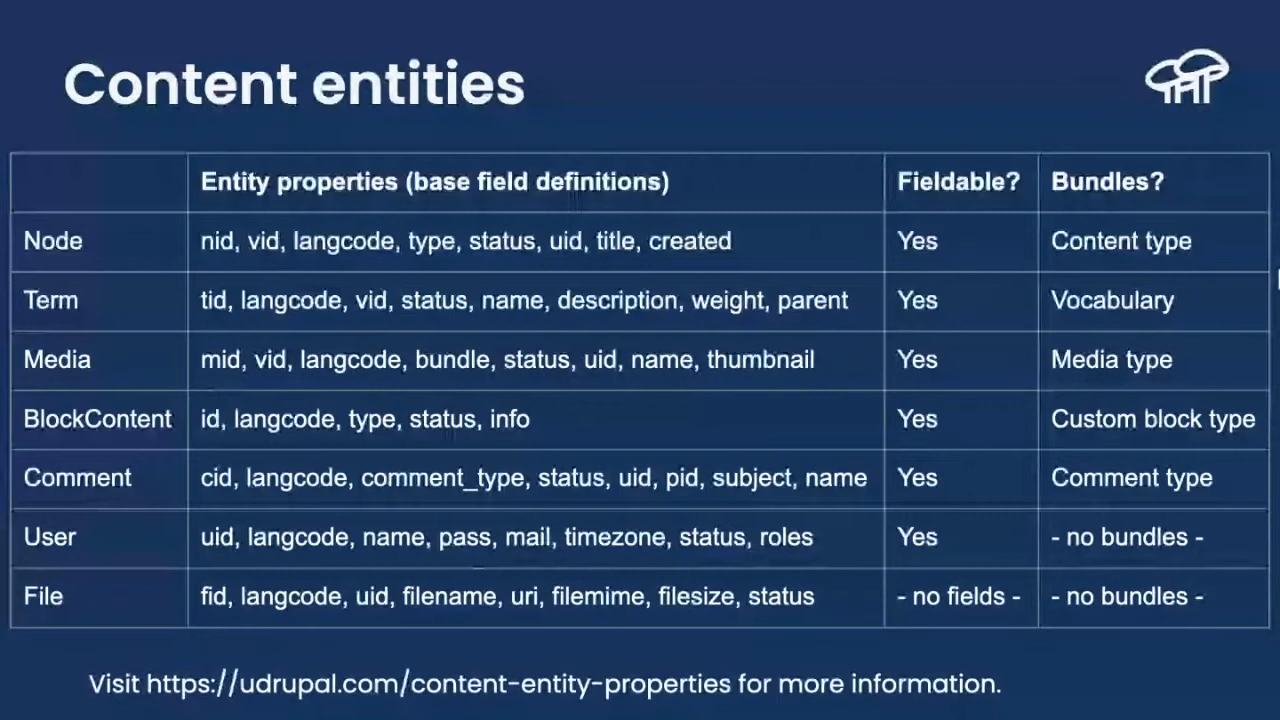 Content entities
Entity properties (base field definitions) Fieldable? Bundles?
Node nid, vid, langcode, type, status, uid, title, created Yes Content type
Term tid, langcode, vid, status, name, description, weight, parent Yes Vocabulary
Media mid, vid, langcode, bundle, status, uid, name, thumbnail Yes Media type
BlockContent id, langcode, type, status, info Yes Custom block type
Comment cid, langcode, comment_type, status, uid, pid, subject, name Yes Comment type
User uid, langcode, name, pass, mail, timezone, status, roles Yes - no bundles -
File fid, langcode, uid, filename, uri, filemime, filesize, status - no fields - - no bundles -
Visit https://udrupal.com/content-entity-properties for more information.